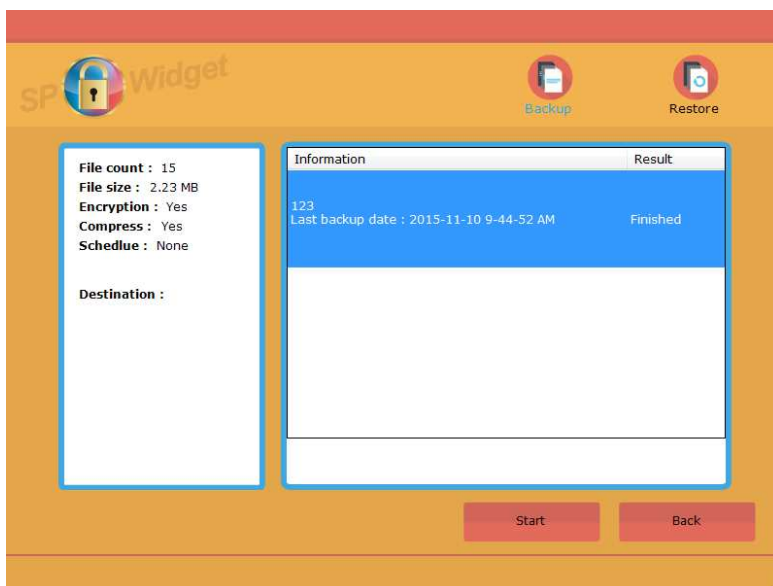 SP Widget
Backup
Restore
File count : 15
File size : 2.23 MB
Encryption : Yes
Compress : Yes
Schedlue : None
Destination :
Information
Result
123
Last backup date : 2015-11-10 9-44-52 AM
Finished
Start
Back